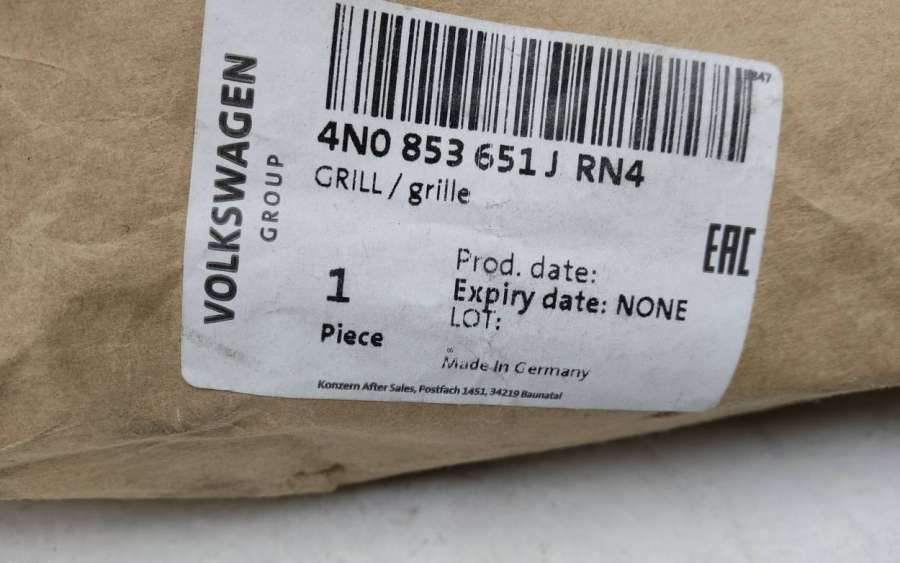 VOLKSWAGEN
GROUP
4N0 853 651 J RN4
GRILL / grille
EAC
1
Piece
Prod. date:
Expiry date: NONE
LOT:
Made In Germany
Konzern After Sales, Postfach 1451, 34219 Baunatal